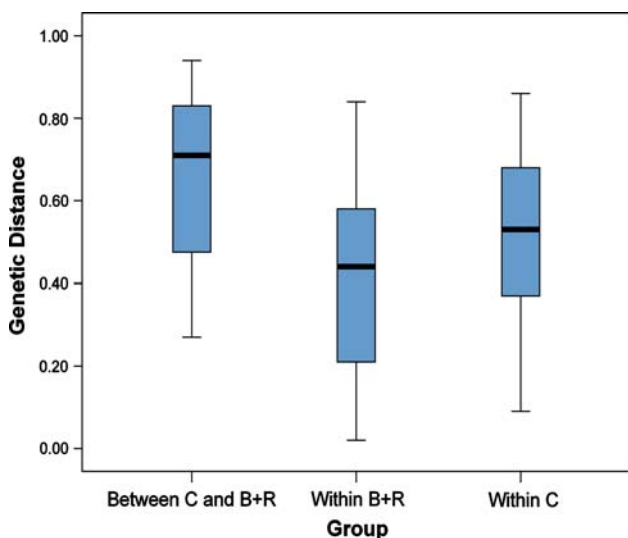 1.00
0.80
0.60
0.40
0.20
0.00
Genetic Distance
Between C and B+R
Within B+R
Within C
Group